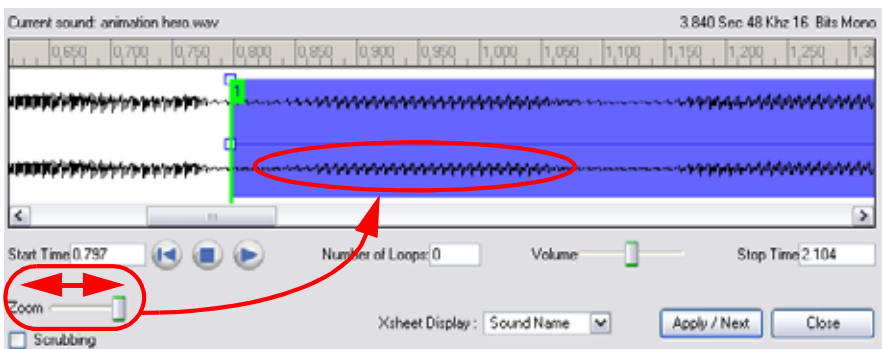 Current sound: animation hero.wav 3.840 Sec 48 Khz 16 Bits Mono
0,650 0,700 0,750 0,800 0,850 0,900 0,950 1,000 1,050 1,100 1,150 1,200 1,250 1,3
1
Start Time 0.797 Number of Loops: 0 Volume Stop Time 2.104
Zoom
Xsheet Display : Sound Name Apply / Next Close
Scrubbing